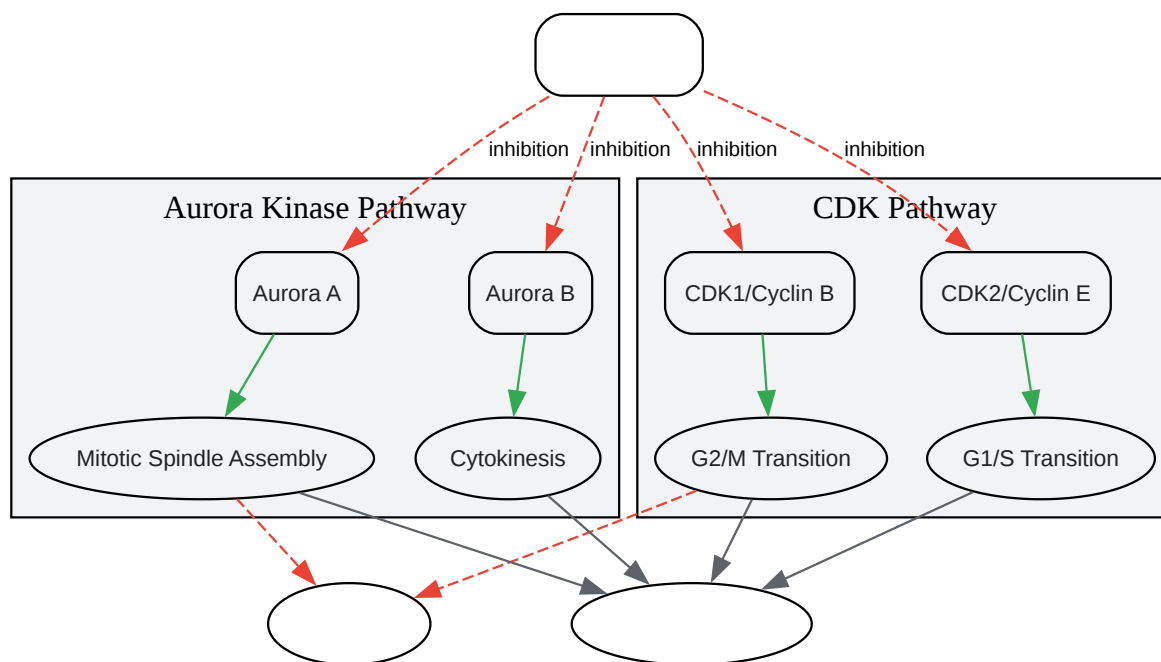 inhibition
inhibition
inhibition
inhibition
Aurora Kinase Pathway
CDK Pathway
Aurora A
Aurora B
CDK1/Cyclin B
CDK2/Cyclin E
Mitotic Spindle Assembly
Cytokinesis
G2/M Transition
G1/S Transition